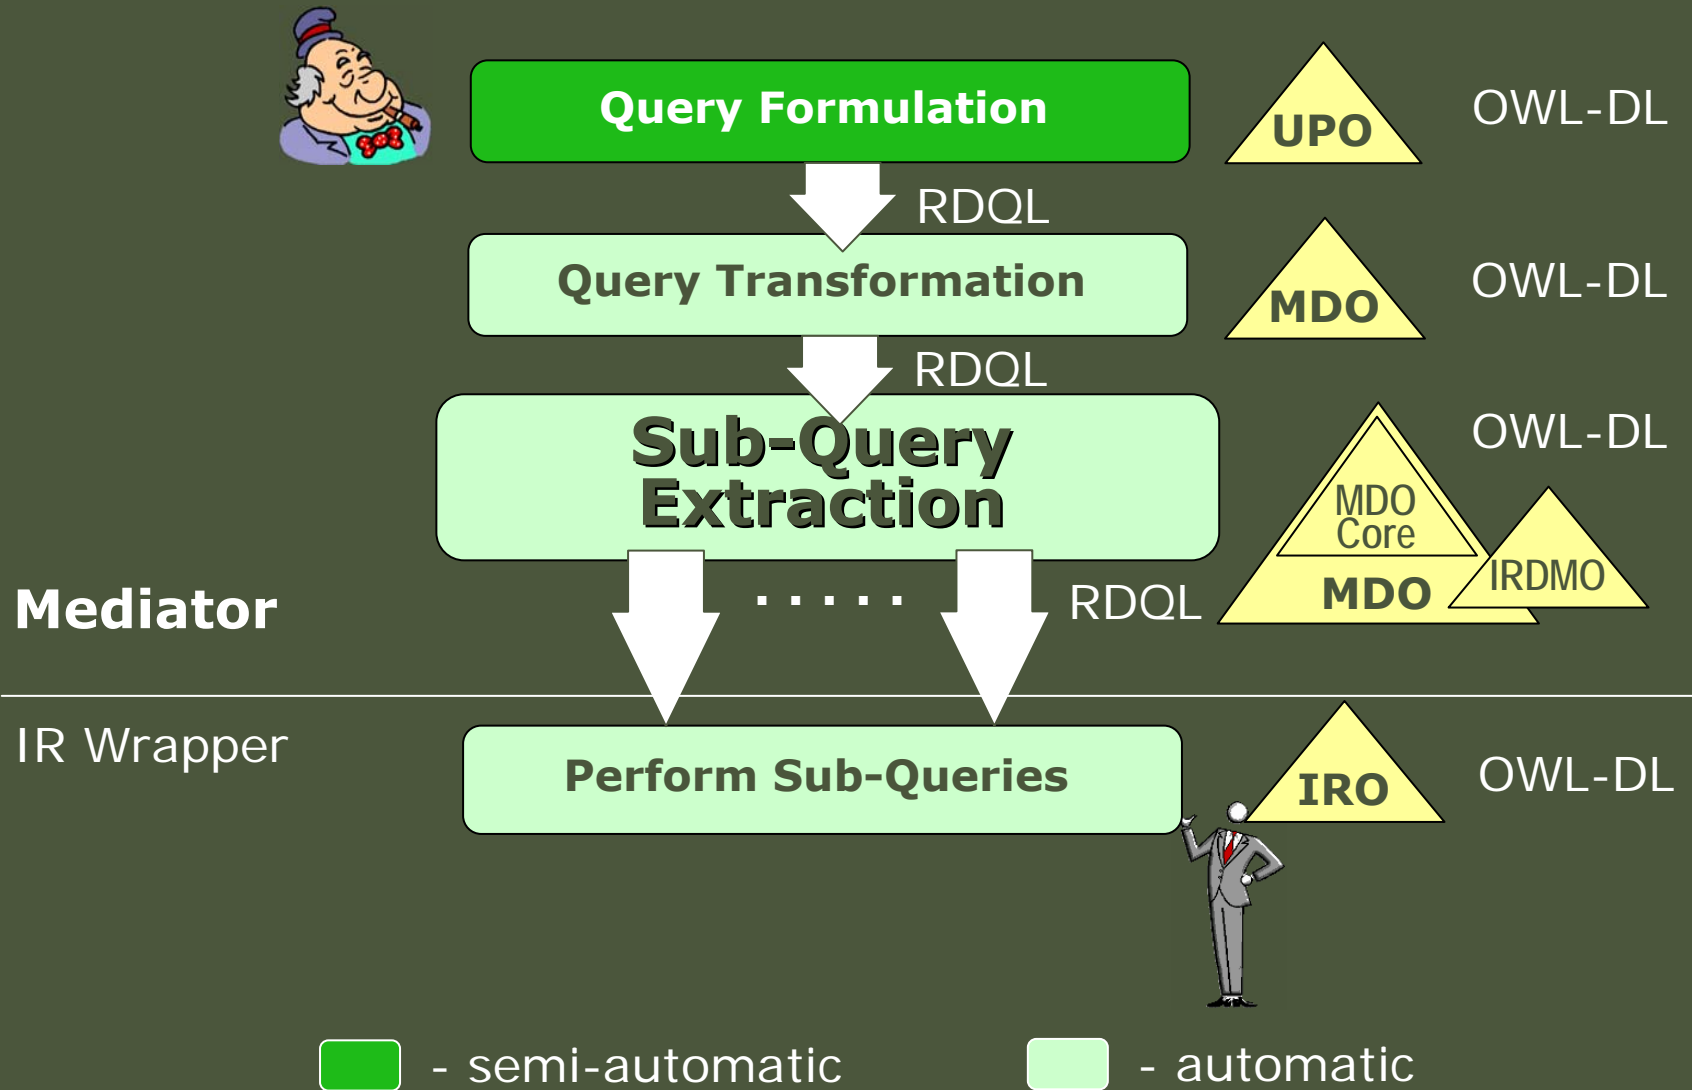 Query Formulation
UPO
OWL-DL
RDQL
Query Transformation
MDO
OWL-DL
RDQL
Sub-Query
Extraction
OWL-DL
MDO
Core
MDO
IRDMO
Mediator
.....
RDQL
IR Wrapper
Perform Sub-Queries
IRO
OWL-DL
- semi-automatic
- automatic